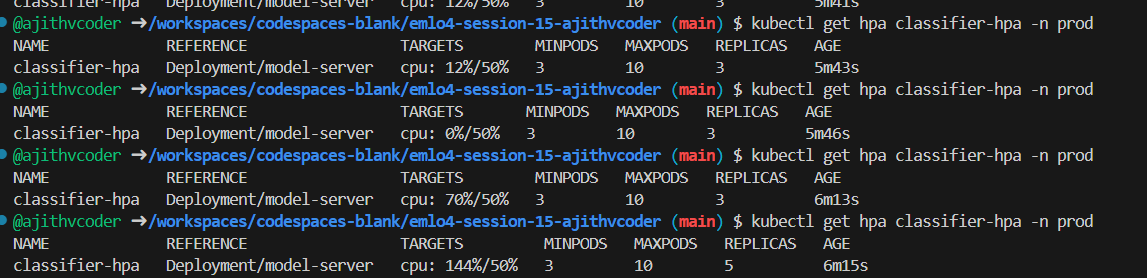 classifier-hpa Deployment/model-server cpu: 12%/50% 3 10 3 5m41s
@ajithvcoder ➜/workspaces/codespaces-blank/emlo4-session-15-ajithvcoder (main) $ kubectl get hpa classifier-hpa -n prod
NAME REFERENCE TARGETS MINPODS MAXPODS REPLICAS AGE
classifier-hpa Deployment/model-server cpu: 12%/50% 3 10 3 5m43s
@ajithvcoder ➜/workspaces/codespaces-blank/emlo4-session-15-ajithvcoder (main) $ kubectl get hpa classifier-hpa -n prod
NAME REFERENCE TARGETS MINPODS MAXPODS REPLICAS AGE
classifier-hpa Deployment/model-server cpu: 0%/50% 3 10 3 5m46s
@ajithvcoder ➜/workspaces/codespaces-blank/emlo4-session-15-ajithvcoder (main) $ kubectl get hpa classifier-hpa -n prod
NAME REFERENCE TARGETS MINPODS MAXPODS REPLICAS AGE
classifier-hpa Deployment/model-server cpu: 70%/50% 3 10 3 6m13s
@ajithvcoder ➜/workspaces/codespaces-blank/emlo4-session-15-ajithvcoder (main) $ kubectl get hpa classifier-hpa -n prod
NAME REFERENCE TARGETS MINPODS MAXPODS REPLICAS AGE
classifier-hpa Deployment/model-server cpu: 144%/50% 3 10 5 6m15s